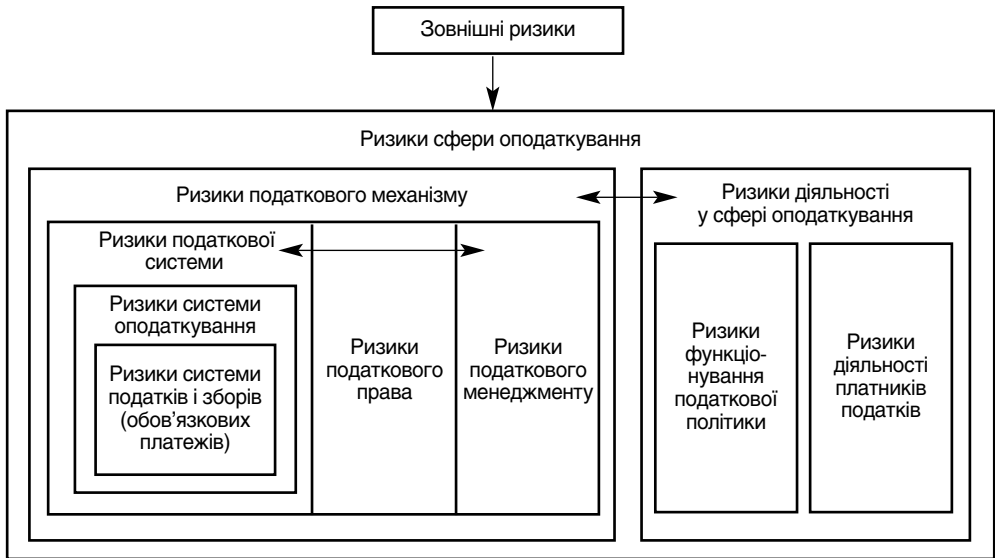 Зовнішні ризики
Ризики сфери оподаткування
Ризики податкового механізму
Ризики податкової
системи
Ризики системи
оподаткування
Ризики системи
податків і зборів
(обов’язкових
платежів)
Ризики
податкового
права
Ризики
податкового
менеджменту
Ризики діяльності
у сфері оподаткування
Ризики
функціо-
нування
податкової
політики
Ризики
діяльності
платників
податків